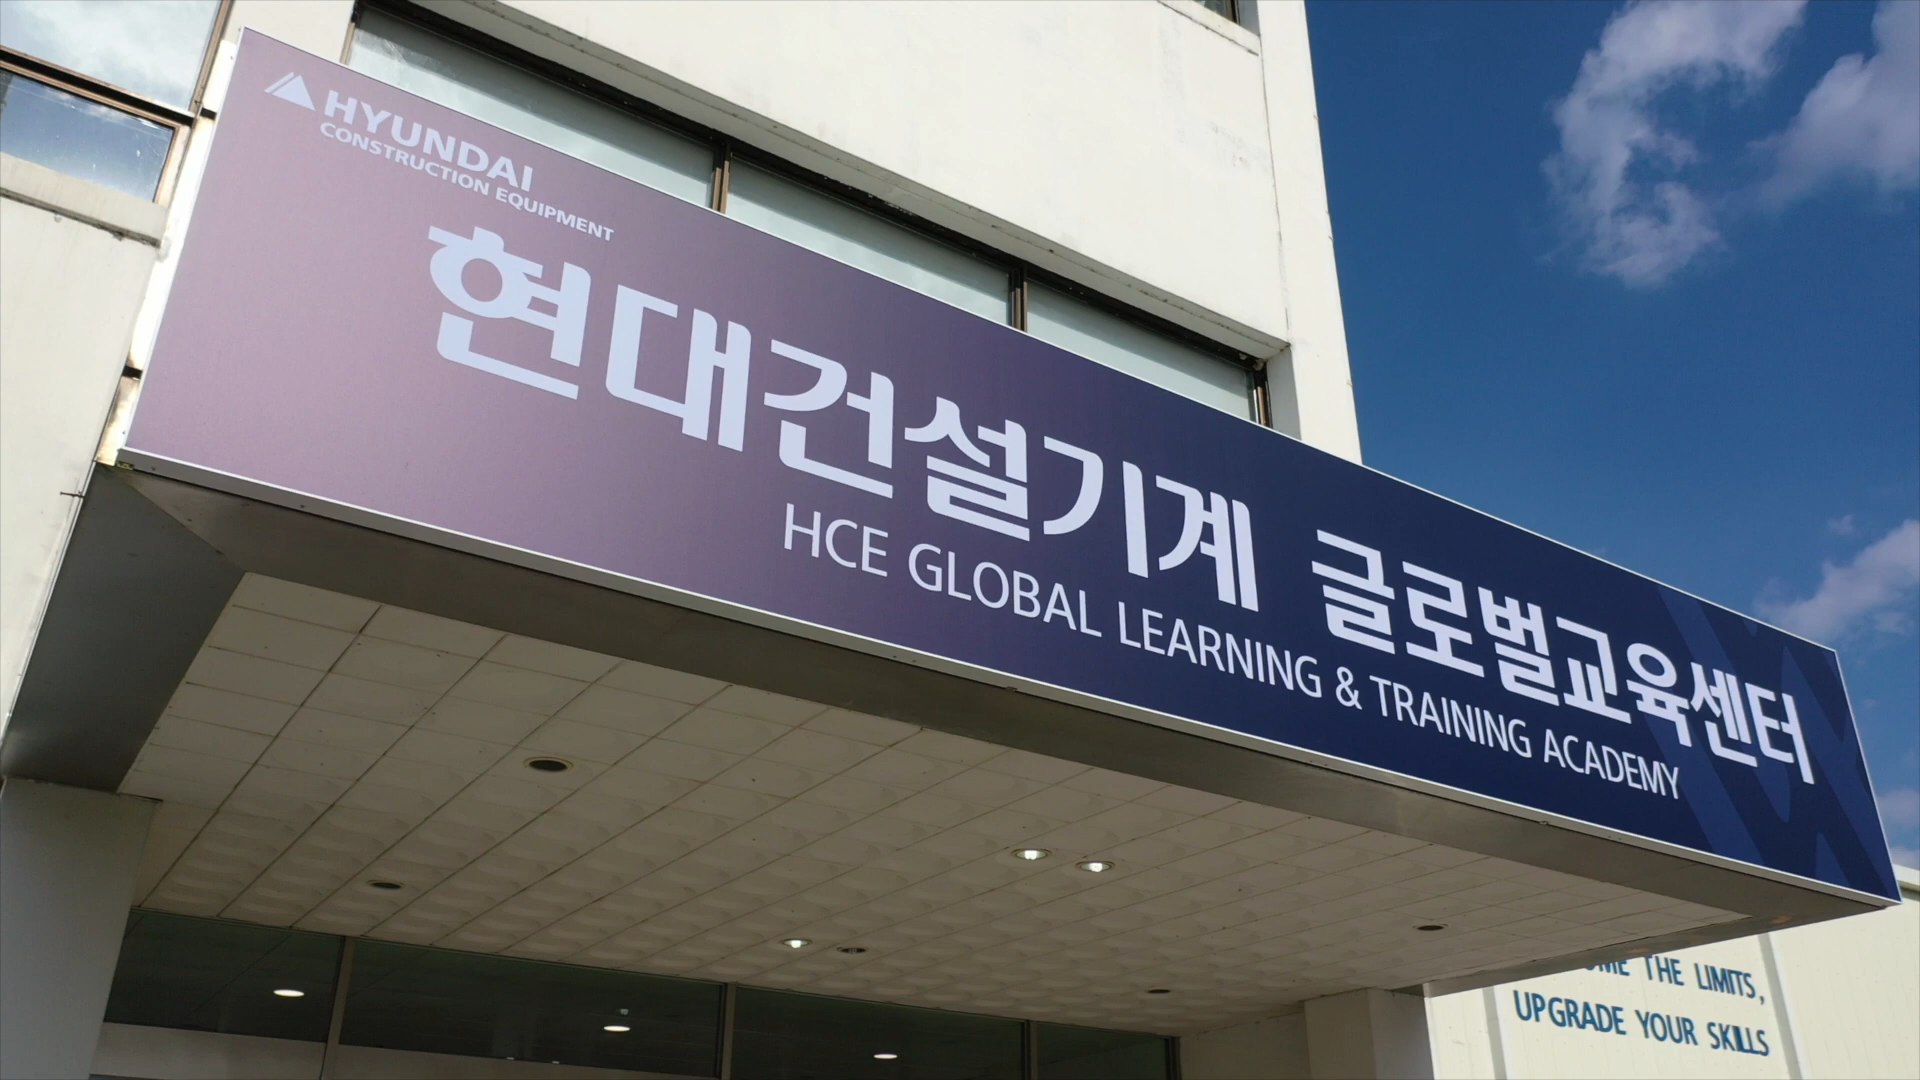 HYUNDAI
CONSTRUCTION EQUIPMENT
현대건설기계 글로벌교육센터
HCE GLOBAL LEARNING & TRAINING ACADEMY
THE LIMITS,
UPGRADE YOUR SKILLS